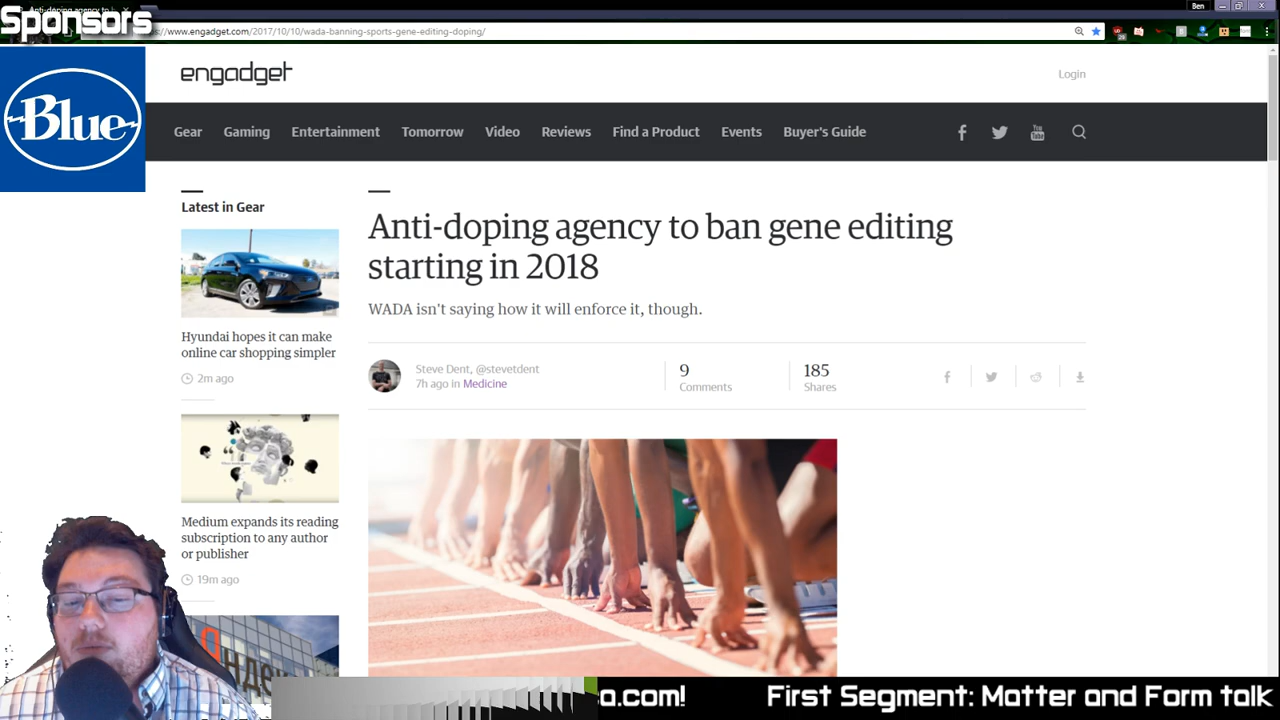 Sponsors
Ben
www.engadget.com/2017/10/10/wada-banning-sports-gene-editing-doping/
Blue
engadget
Login
Gear Gaming Entertainment Tomorrow Video Reviews Find a Product Events Buyer's Guide
Latest in Gear
Anti-doping agency to ban gene editing
starting in 2018
WADA isn't saying how it will enforce it, though.
Steve Dent, @stevetdent
7h ago in Medicine
9
Comments
185
Shares
Hyundai hopes it can make
online car shopping simpler
2m ago
Medium expands its reading
subscription to any author
or publisher
19m ago
a.com!
First Segment: Matter and Form talk